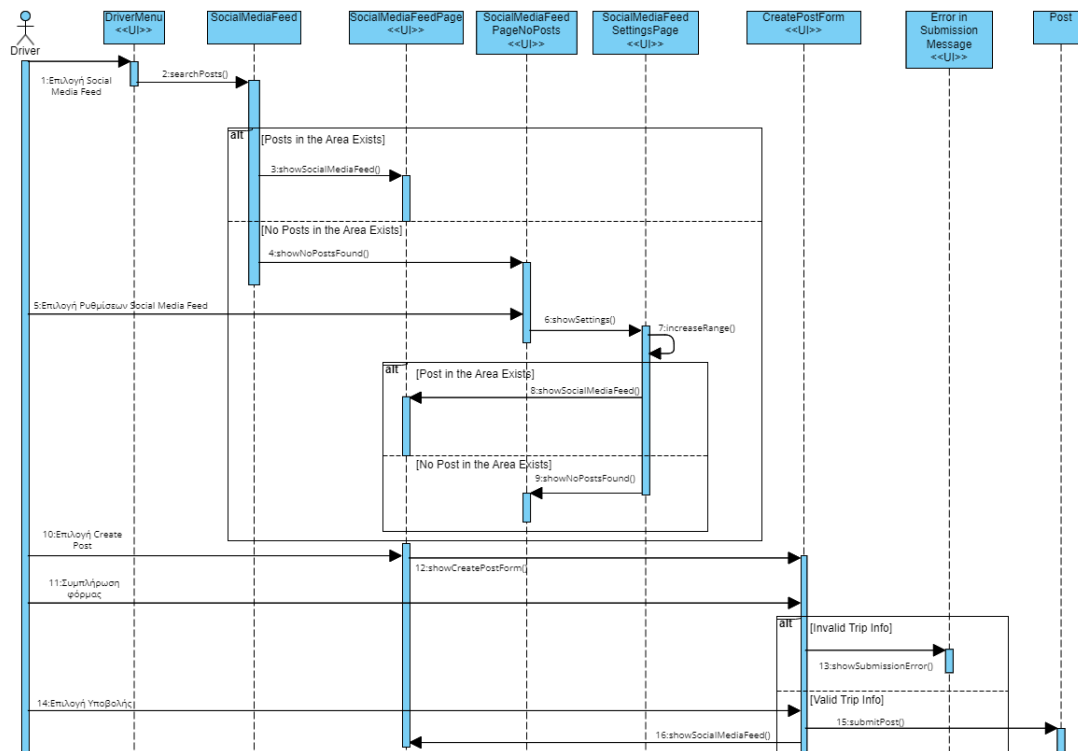 Driver
DriverMenu
<<UI>>
SocialMediaFeed
SocialMediaFeedPage
<<UI>>
SocialMediaFeed
PageNoPosts
<<UI>>
SocialMediaFeed
SettingsPage
<<UI>>
CreatePostForm
<<UI>>
Error in
Submission
Message
<<UI>>
Post
1:Επιλογή Social
Media Feed
2:searchPosts()
alt
[Posts in the Area Exists]
3:showSocialMediaFeed()
[No Posts in the Area Exists]
4:showNoPostsFound()
5:Επιλογή Ρυθμίσεων Social Media Feed
6:showSettings()
7:increaseRange()
alt
[Post in the Area Exists]
8:showSocialMediaFeed()
[No Post in the Area Exists]
9:showNoPostsFound()
10:Επιλογή Create
Post
12:showCreatePostForm()
11:Συμπλήρωση
φόρμας
alt
[Invalid Trip Info]
13:showSubmissionError()
[Valid Trip Info]
14:Επιλογή Υποβολής
15:submitPost()
16:showSocialMediaFeed()